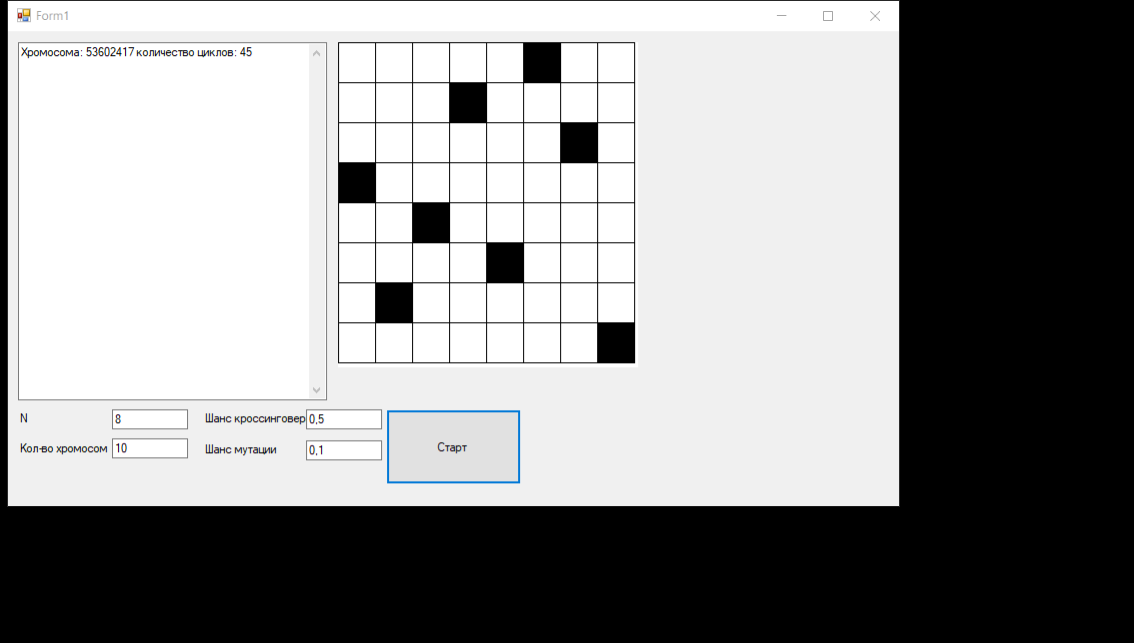 Form1
Хромосома: 53602417 количество циклов: 45
N
8
Шанс кроссинговер
0,5
Кол-во хромосом
10
Шанс мутации
0,1
Старт